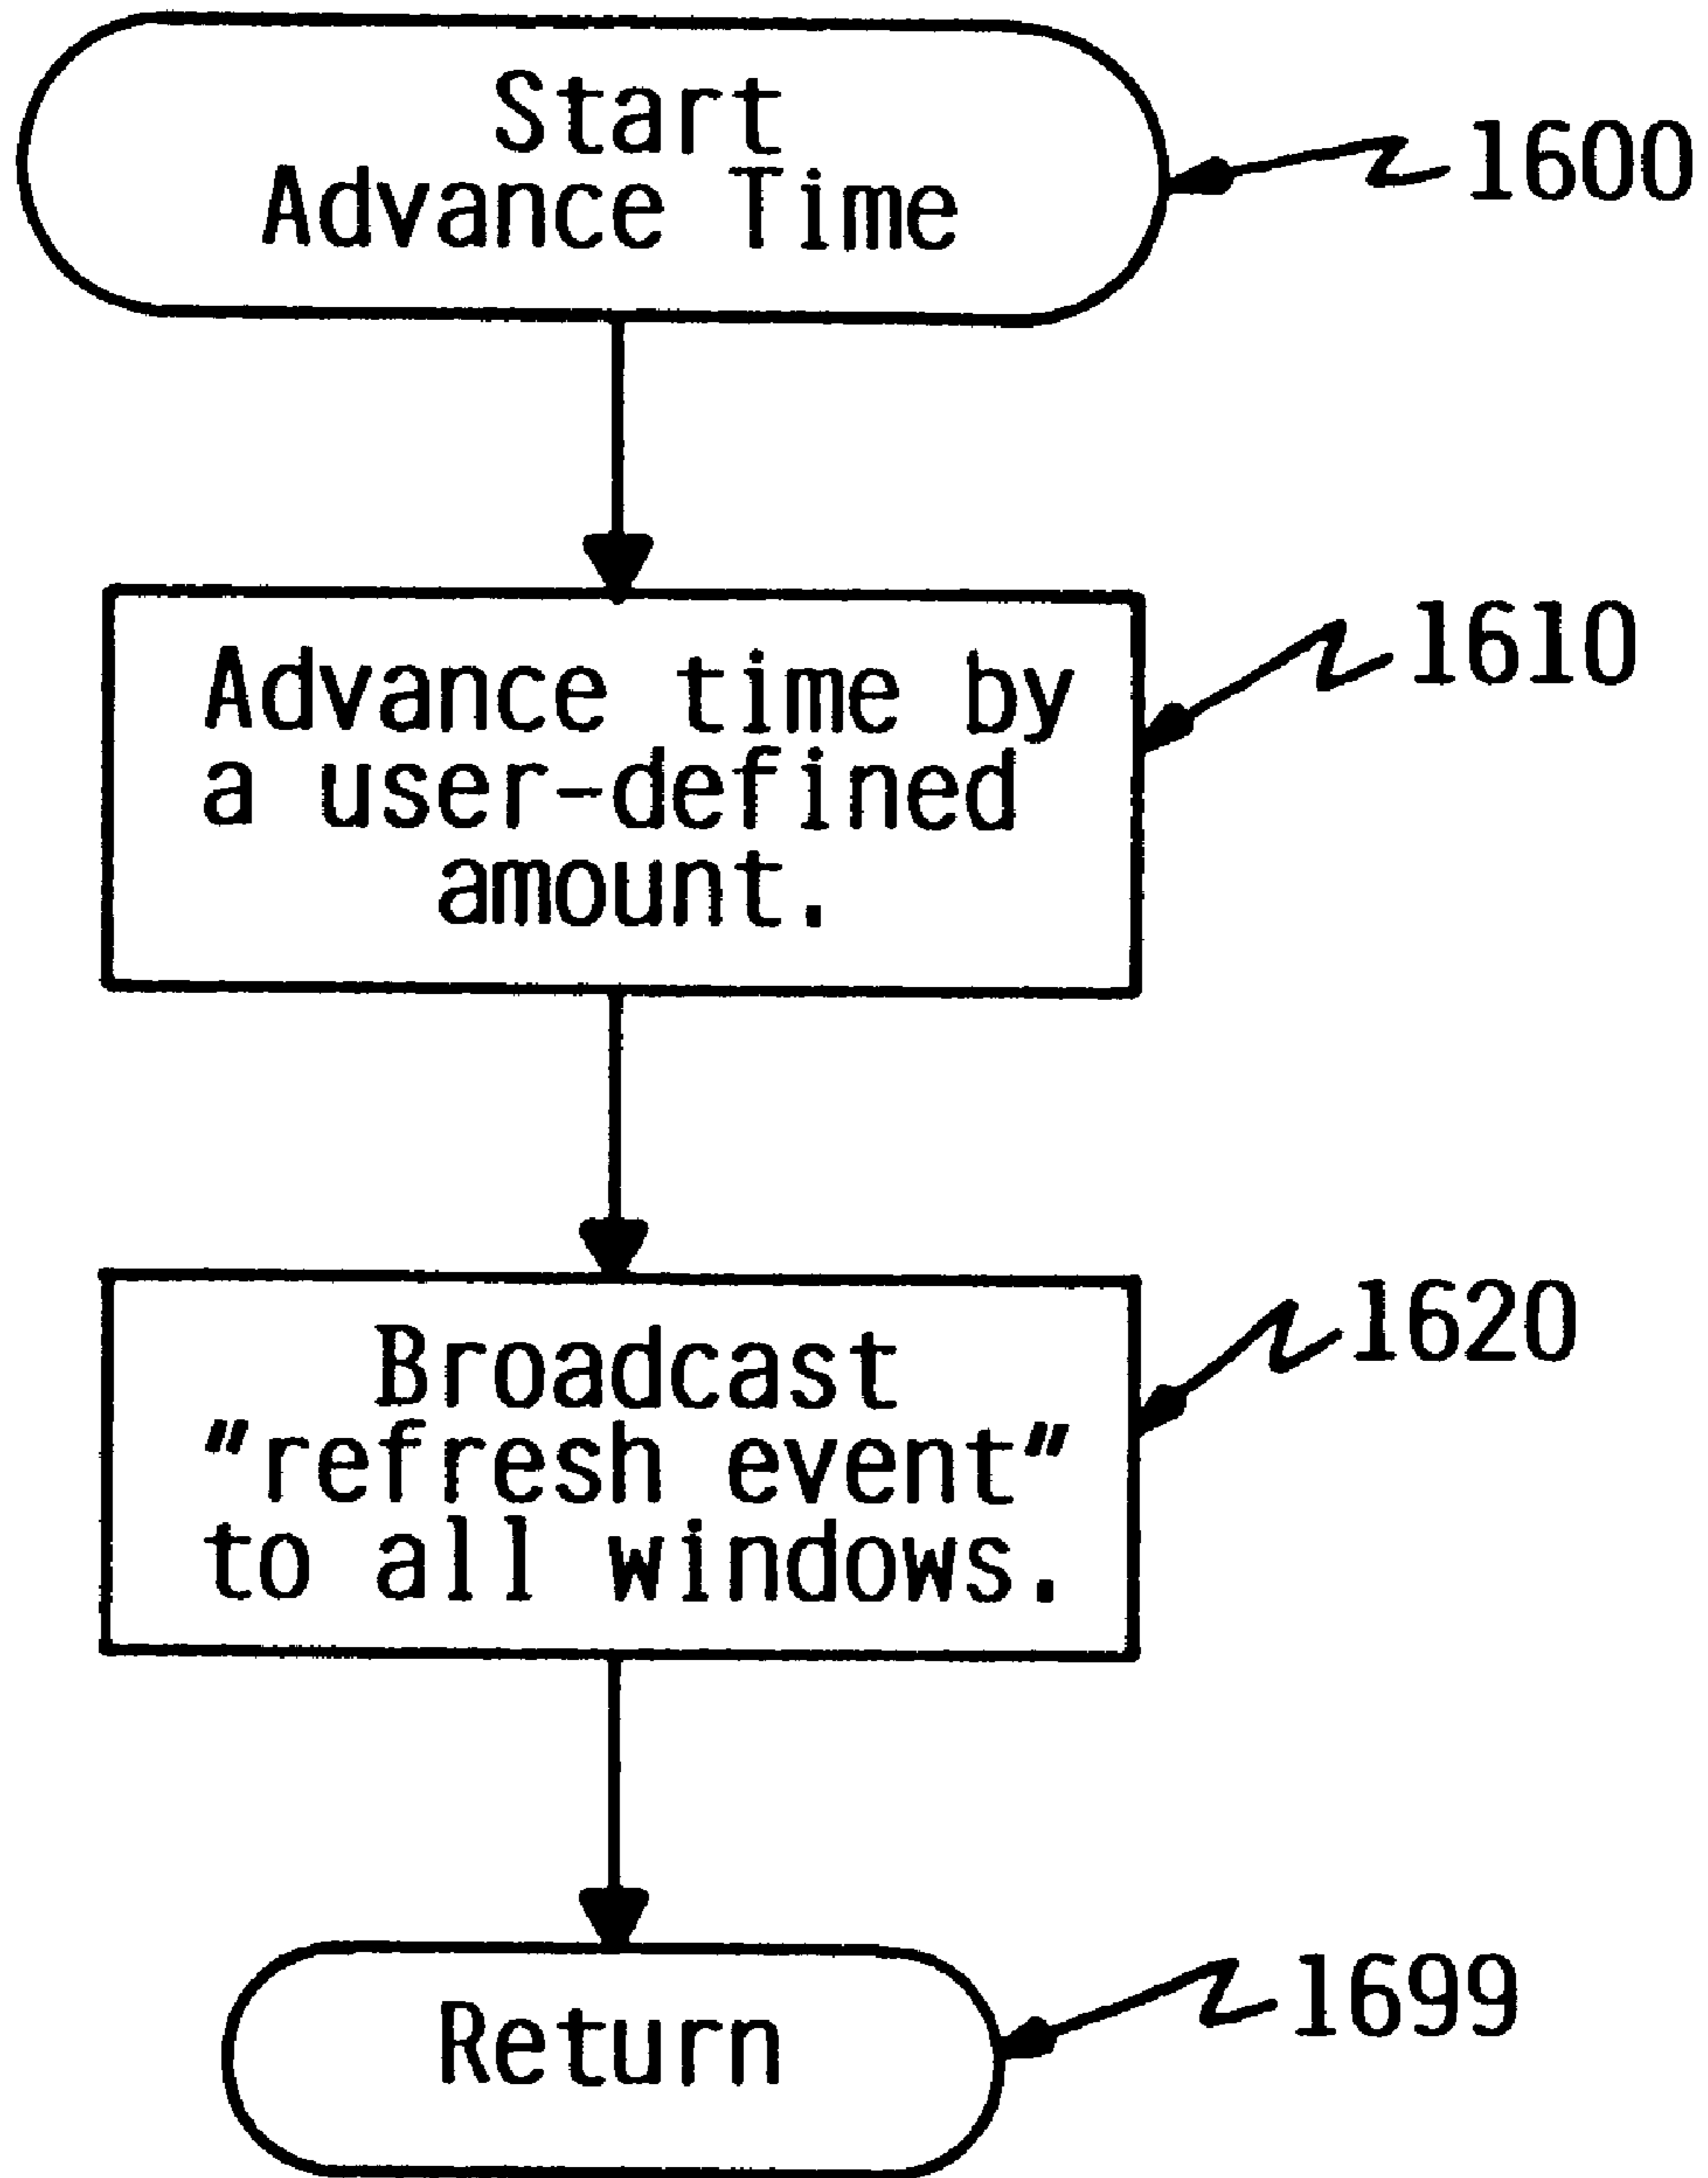 Start
Advance Time
1600
Advance time by
a user-defined
amount.
1610
Broadcast
"refresh event"
to all windows.
1620
Return
1699